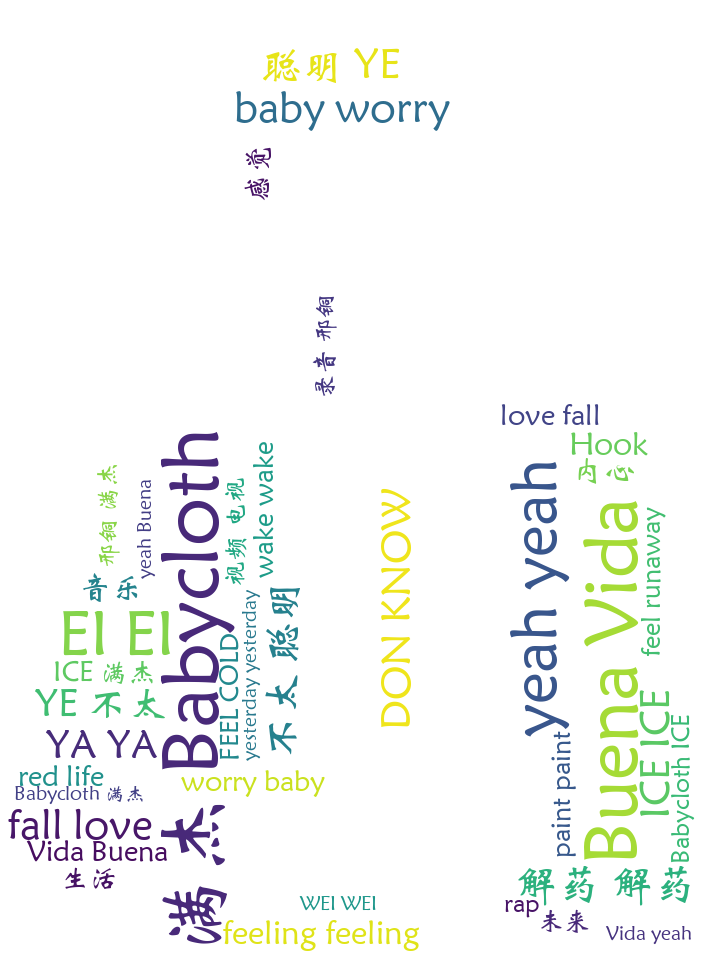 聪明 YE
baby worry
感觉
录音 邢铜
love fall
Hook
内心
Babycloth
wake wake
视频 电视
邢铜 满杰
yeah Buena
音乐
EI EI
ICE 满杰
YE 不太
YA YA
FEEL COLD
yesterday yesterday
不太 聪明
DON KNOW
yeah yeah
Buena Vida
feel runaway
ICE ICE
Babycloth ICE
paint paint
red life
Babycloth 满杰
worry baby
fall love
Vida Buena
生活
满杰
WEI WEI
feeling feeling
解药 解药
rap
未来
Vida yeah